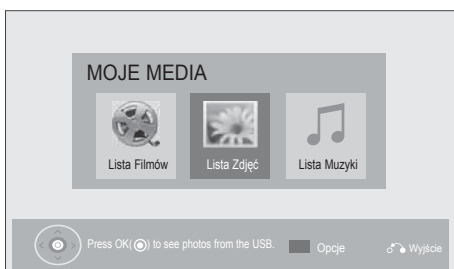 MOJE MEDIA
Lista Filmów
Lista Zdjęć
Lista Muzyki
Press OK(◉) to see photos from the USB.
Opcje
Wyjście